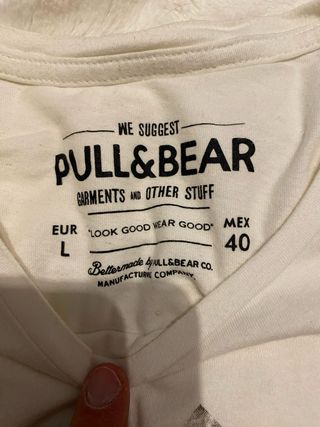 WE SUGGEST
PULL&BEAR
GARMENTS AND OTHER STUFF
EUR
L
"LOOK GOOD WEAR GOOD"
MEX
40
Bettermade by PULL&BEAR CO.
MANUFACTURING COMPANY